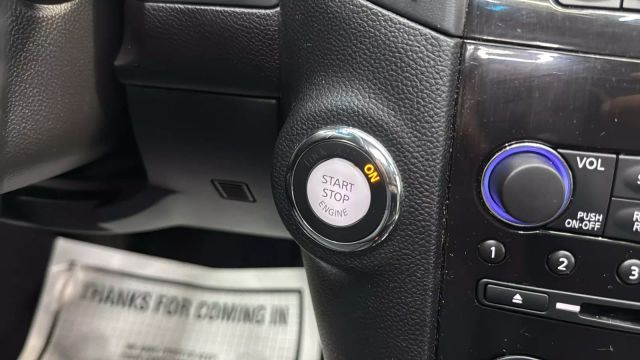 ON
START
STOP
ENGINE
VOL
PUSH
ON-OFF
1
2
3
THANKS FOR COMING IN